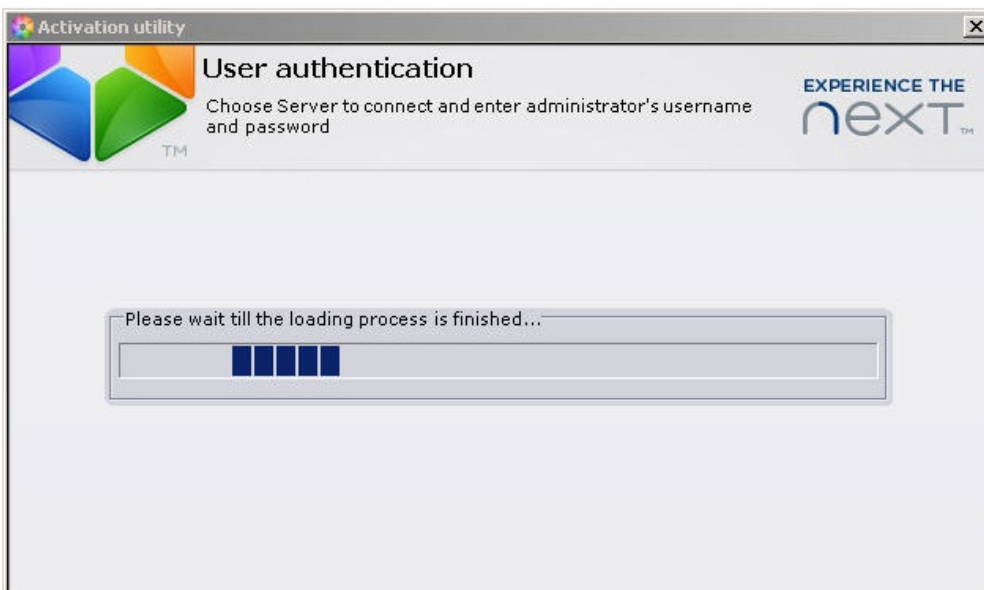 Activation utility
User authentication
Choose Server to connect and enter administrator's username
and password
TM
EXPERIENCE THE
next™
Please wait till the loading process is finished...